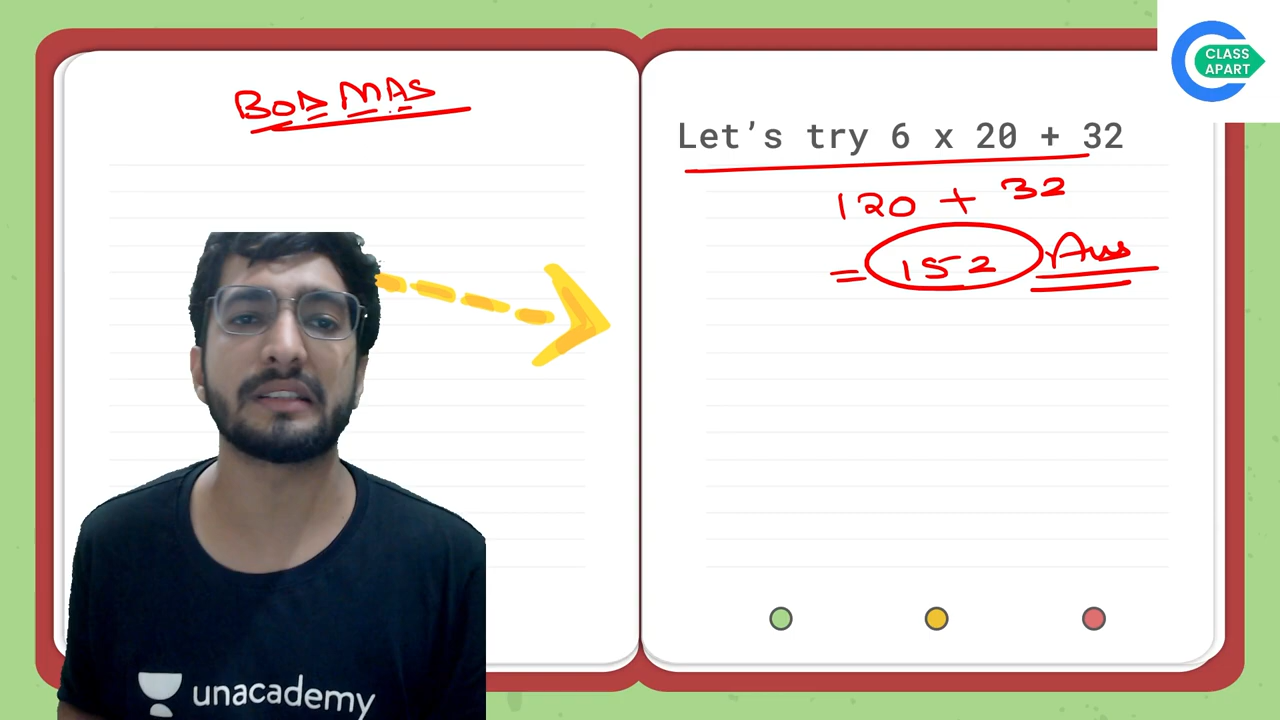 BODMAS
Let's try 6 x 20 + 32
120 + 32
= 152 Ans
CLASS
APART
unacademy